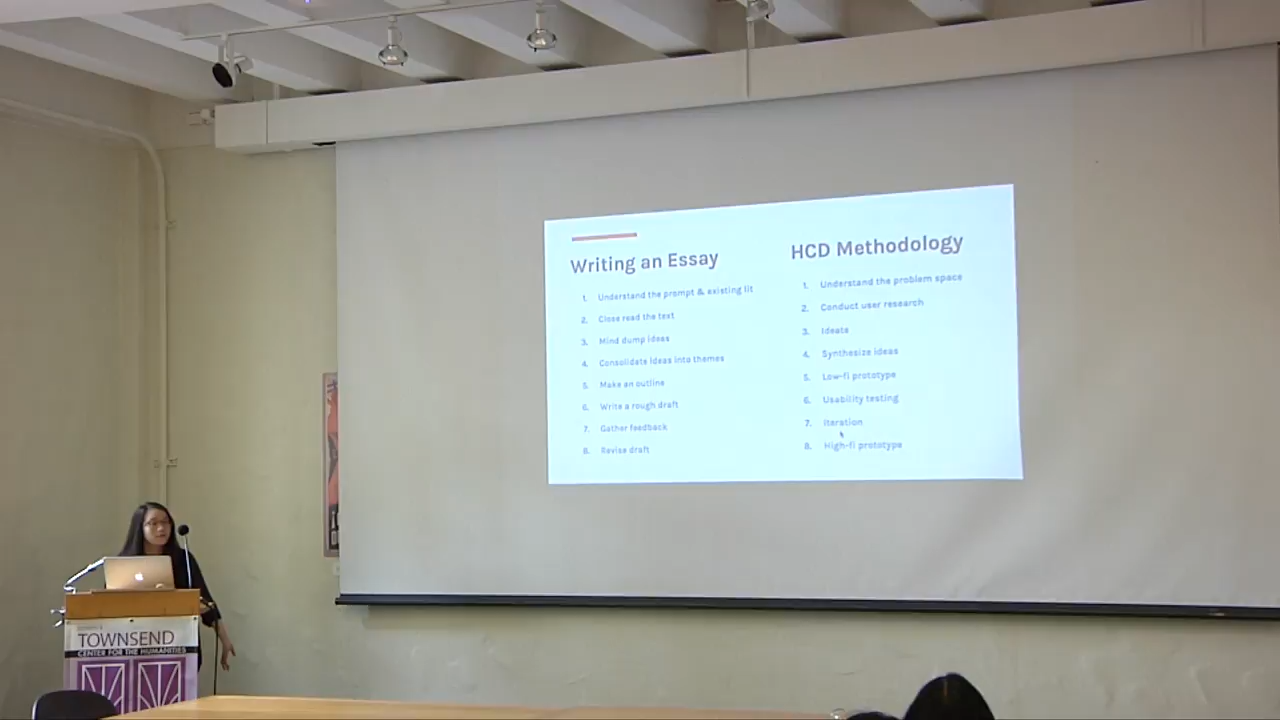 Writing an Essay
1. Understand the prompt & existing lit
2. Close read the text
3. Mind dump ideas
4. Consolidate ideas into themes
5. Make an outline
6. Write a rough draft
7. Gather feedback
8. Revise draft
HCD Methodology
1. Understand the problem space
2. Conduct user research
3. Ideate
4. Synthesize ideas
5. Low-fi prototype
6. Usability testing
7. Iteration
8. High-fi prototype
TOWNSEND
CENTER FOR THE HUMANITIES